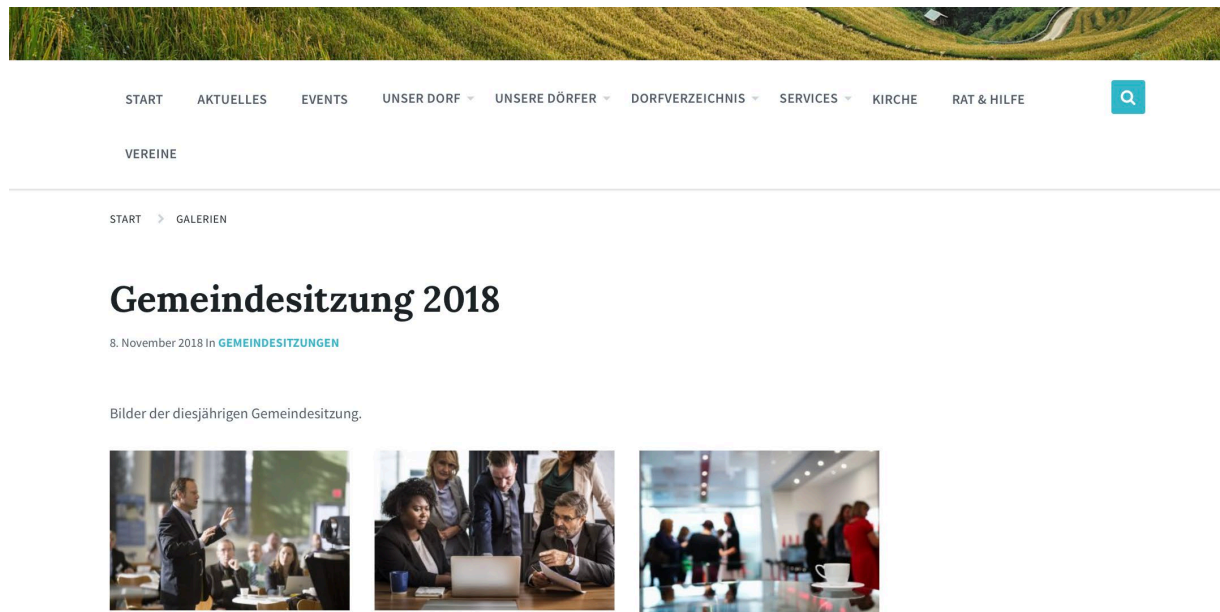 START AKTUELLES EVENTS UNSER DORF UNSERE DÖRFER DORFVERZEICHNIS SERVICES KIRCHE RAT & HILFE
VEREINE
START GALERIEN
Gemeindesitzung 2018
8. November 2018 In GEMEINDESITZUNGEN
Bilder der diesjährigen Gemeindesitzung.